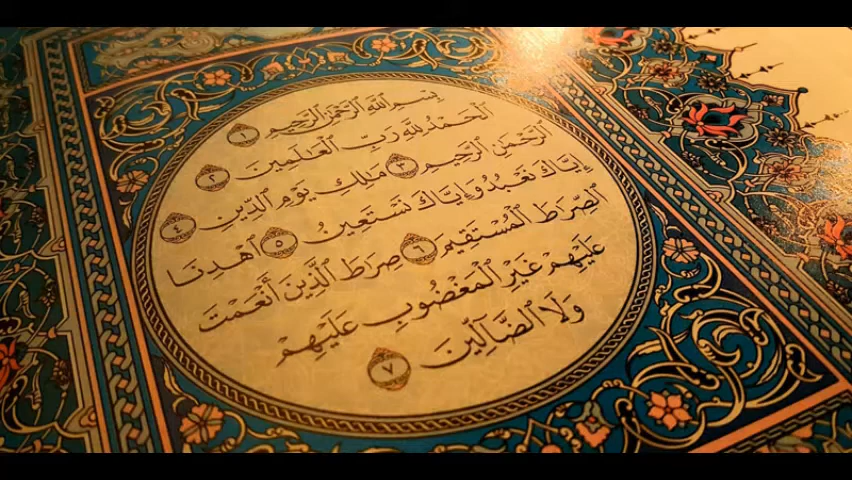 بِسْمِ ٱللَّهِ ٱلرَّحْمَٰنِ ٱلرَّحِيمِ ١
ٱلْحَمْدُ لِلَّهِ رَبِّ ٱلْعَٰلَمِينَ ٢
ٱلرَّحْمَٰنِ ٱلرَّحِيمِ ٣ مَٰلِكِ يَوْمِ ٱلدِّينِ ٤
إِيَّاكَ نَعْبُدُ وَإِيَّاكَ نَسْتَعِينُ ٥ ٱهْدِنَا
ٱلصِّرَٰطَ ٱلْمُسْتَقِيمَ ٦ صِرَٰطَ ٱلَّذِينَ أَنْعَمْتَ
عَلَيْهِمْ غَيْرِ ٱلْمَغْضُوبِ عَلَيْهِمْ
وَلَا ٱلضَّآلِّينَ ٧